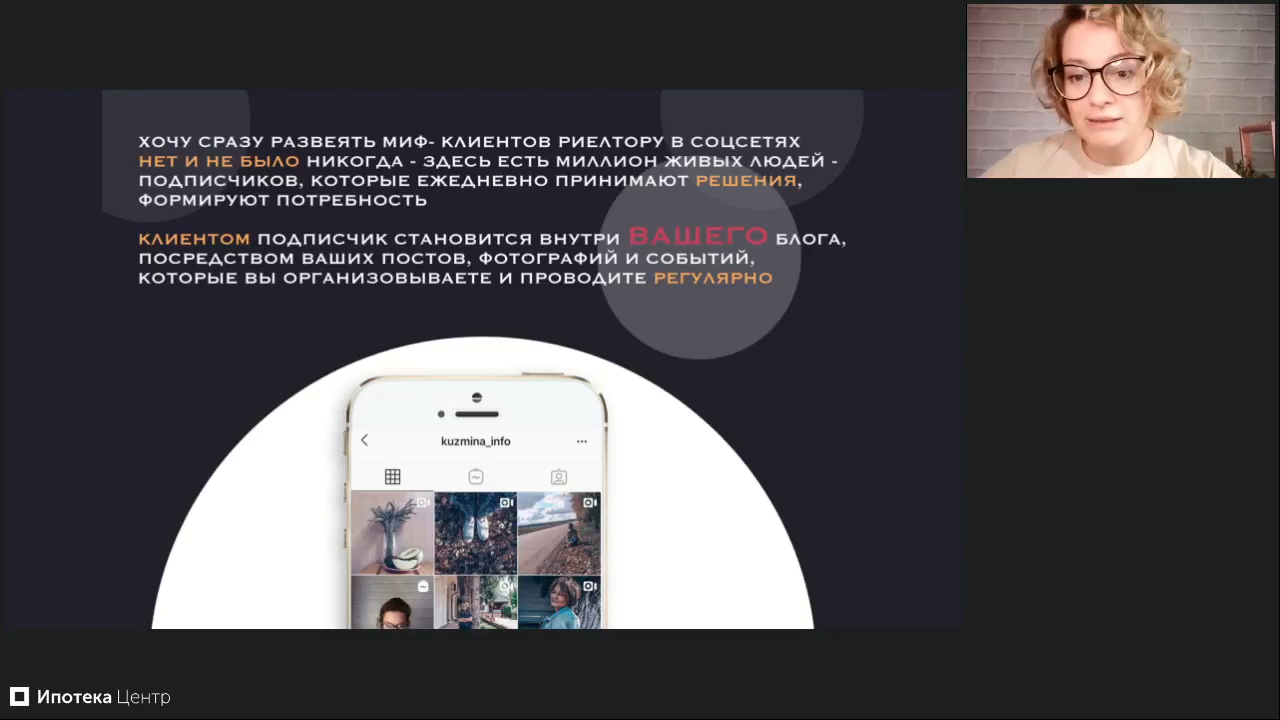 ХОЧУ СРАЗУ РАЗВЕЯТЬ МИФ- КЛИЕНТОВ РИЕЛТОРУ В СОЦСЕТЯХ
НЕТ И НЕ БЫЛО НИКОГДА - ЗДЕСЬ ЕСТЬ МИЛЛИОН ЖИВЫХ ЛЮДЕЙ -
ПОДПИСЧИКОВ, КОТОРЫЕ ЕЖЕДНЕВНО ПРИНИМАЮТ РЕШЕНИЯ,
ФОРМИРУЮТ ПОТРЕБНОСТЬ
КЛИЕНТОМ ПОДПИСЧИК СТАНОВИТСЯ ВНУТРИ ВАШЕГО БЛОГА,
ПОСРЕДСТВОМ ВАШИХ ПОСТОВ, ФОТОГРАФИЙ И СОБЫТИЙ,
КОТОРЫЕ ВЫ ОРГАНИЗОВЫВАЕТЕ И ПРОВОДИТЕ РЕГУЛЯРНО
kuzmina_info
Ипотека Центр